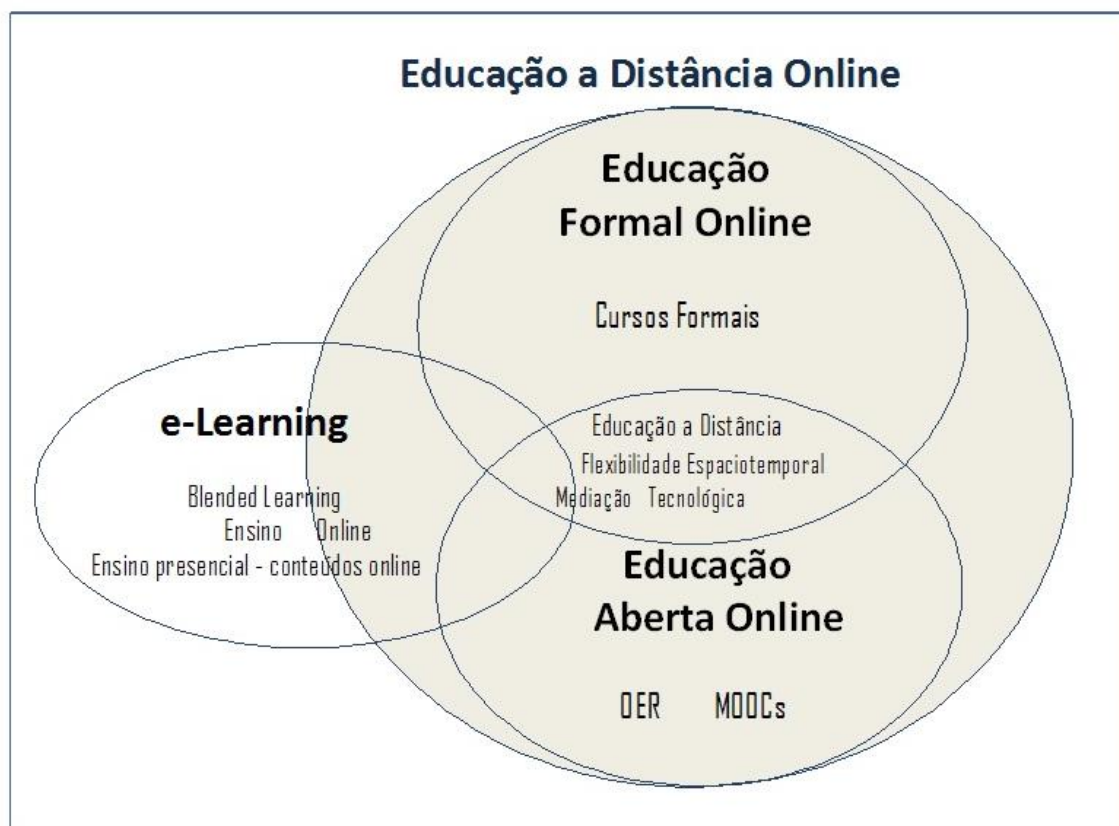 Educação a Distância Online
Educação
Formal Online
Cursos Formais
e-Learning
Blended Learning
Ensino Online
Ensino presencial - conteúdos online
Educação a Distância
Flexibilidade Espaciotemporal
Mediação Tecnológica
Educação
Aberta Online
OER MOOCs